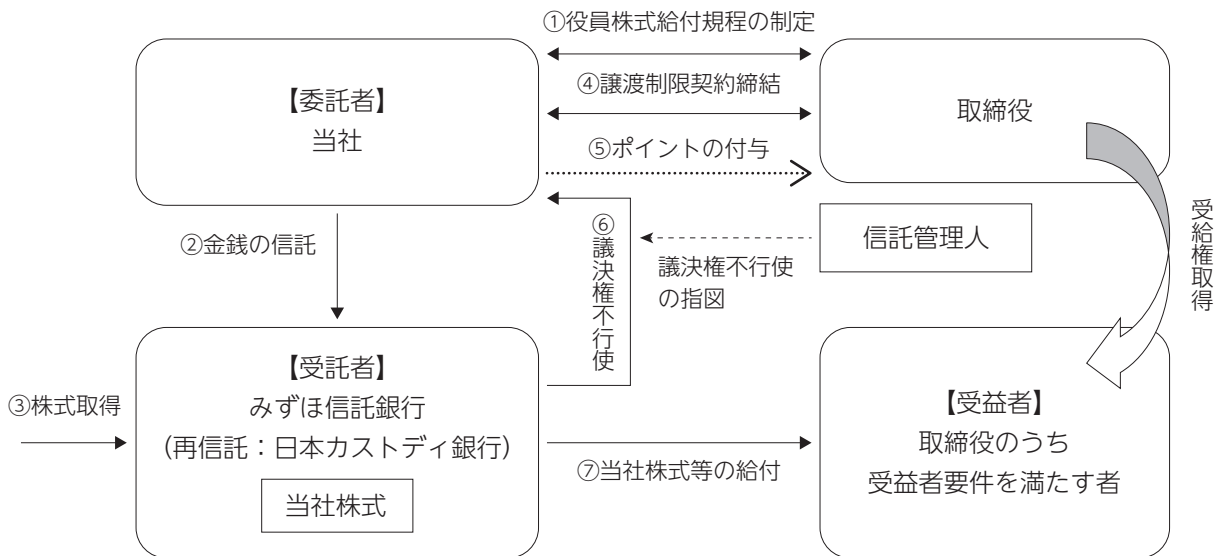 ①役員株式給付規程の制定
【委託者】
当社
④譲渡制限契約締結
取締役
⑤ポイントの付与
②金銭の信託
⑥議決権不行使
議決権不行使
の指図
信託管理人
受給権取得
③株式取得
【受託者】
みずほ信託銀行
(再信託：日本カストディ銀行)
当社株式
⑦当社株式等の給付
【受益者】
取締役のうち
受益者要件を満たす者